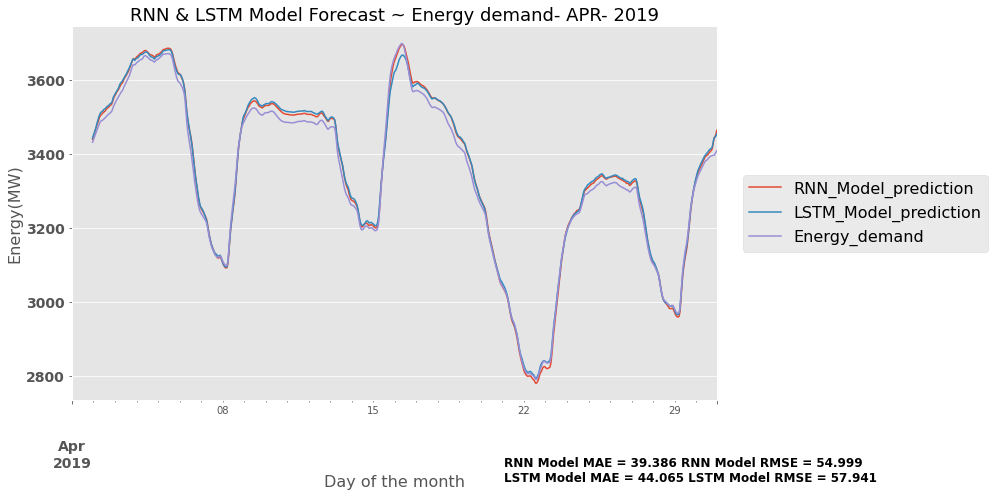 RNN & LSTM Model Forecast ~ Energy demand- APR- 2019
Energy(MW)
3600
3400
3200
3000
2800
08
15
22
29
Apr
2019
Day of the month
RNN_Model_prediction
LSTM_Model_prediction
Energy_demand
RNN Model MAE = 39.386 RNN Model RMSE = 54.999
LSTM Model MAE = 44.065 LSTM Model RMSE = 57.941